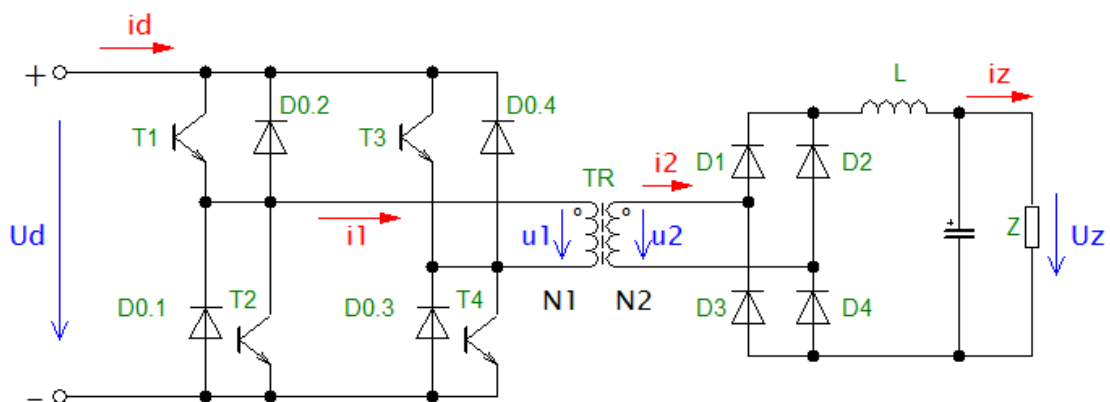 id
L
iz
+
D0.2
D0.4
T1
T3
D1
D2
TR
i2
i1
u1
u2
Ud
Z
Uz
+
D0.1
T2
D0.3
T4
N1
N2
D3
D4
−